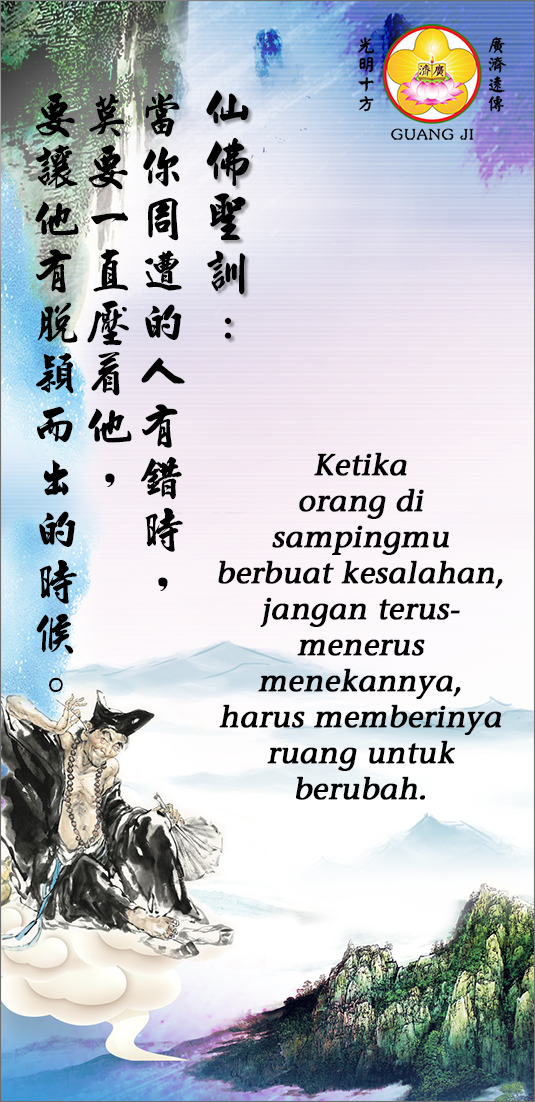 廣濟遠傳
光明十方
廣濟
GUANG JI
仙佛聖訓：
當你周遭的人有錯時，
莫要一直壓着他，
要讓他有脫穎而出的時候。
Ketika
orang di
sampingmu
berbuat kesalahan,
jangan terus-
menerus
menekannya,
harus memberinya
ruang untuk
berubah.